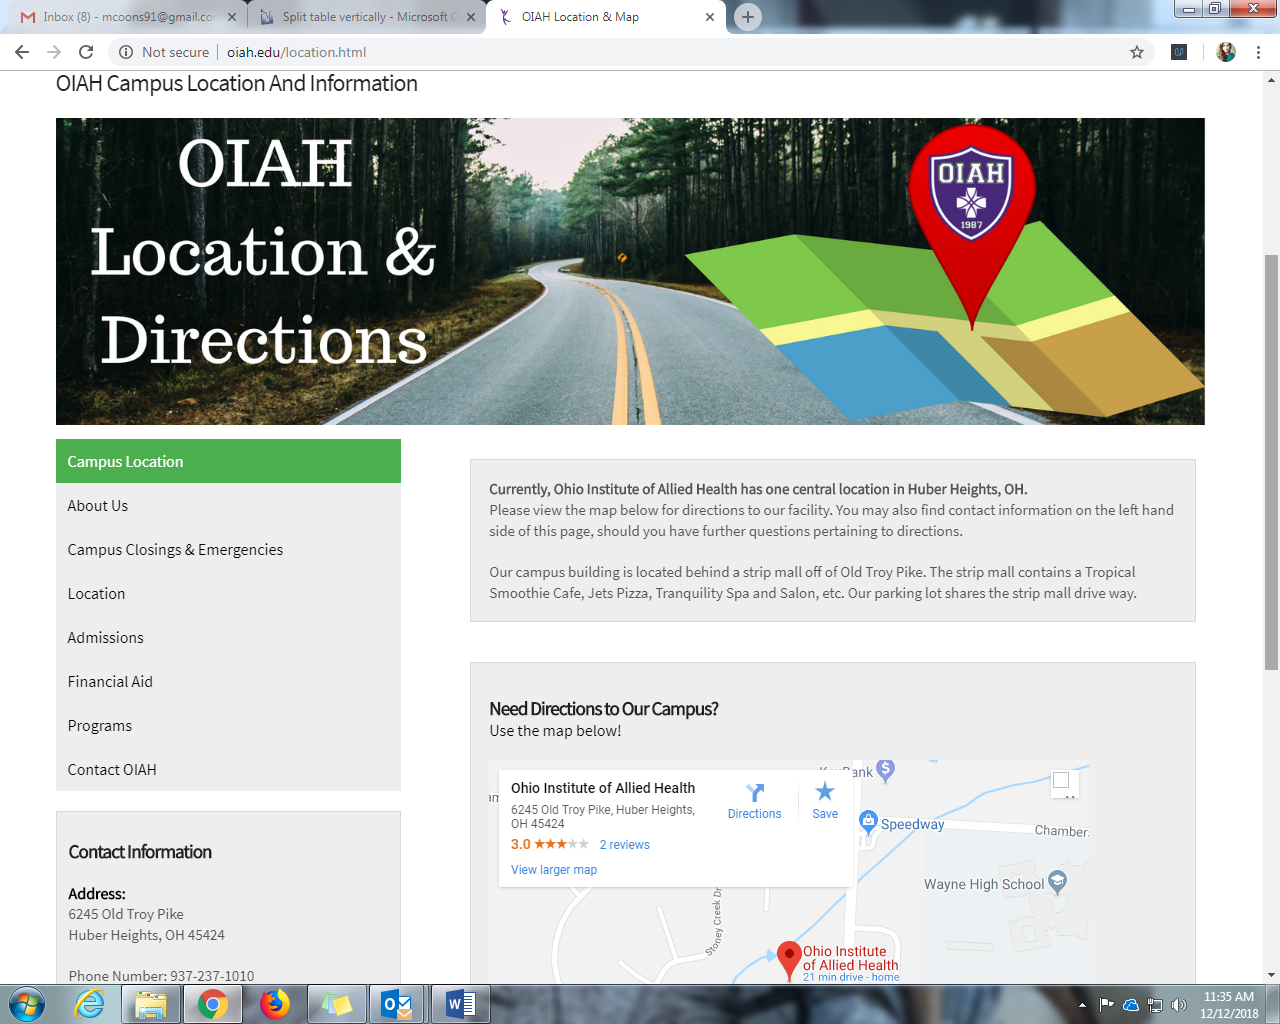 Inbox (8) - mcoons91@gmail.con
Split table vertically - Microsoft C
OIAH Location & Map
Not secure
oiah.edu/location.html
OIAH Campus Location And Information
OIAH
Location &
Directions
OIAH
1987
Campus Location
About Us
Campus Closings & Emergencies
Location
Admissions
Financial Aid
Programs
Contact OIAH
Contact Information
Address:
6245 Old Troy Pike
Huber Heights, OH 45424
Phone Number: 937-237-1010
Currently, Ohio Institute of Allied Health has one central location in Huber Heights, OH.
Please view the map below for directions to our facility. You may also find contact information on the left hand
side of this page, should you have further questions pertaining to directions.
Our campus building is located behind a strip mall off of Old Troy Pike. The strip mall contains a Tropical
Smoothie Cafe, Jets Pizza, Tranquility Spa and Salon, etc. Our parking lot shares the strip mall drive way.
Need Directions to Our Campus?
Use the map below!
Ohio Institute of Allied Health
6245 Old Troy Pike, Huber Heights,
OH 45424
3.0
2 reviews
View larger map
Directions
Save
Speedway
Chambers
Wayne High School
Stoney Creek Dr
Ohio Institute
of Allied Health
21 min drive - home
11:35 AM
12/12/2018